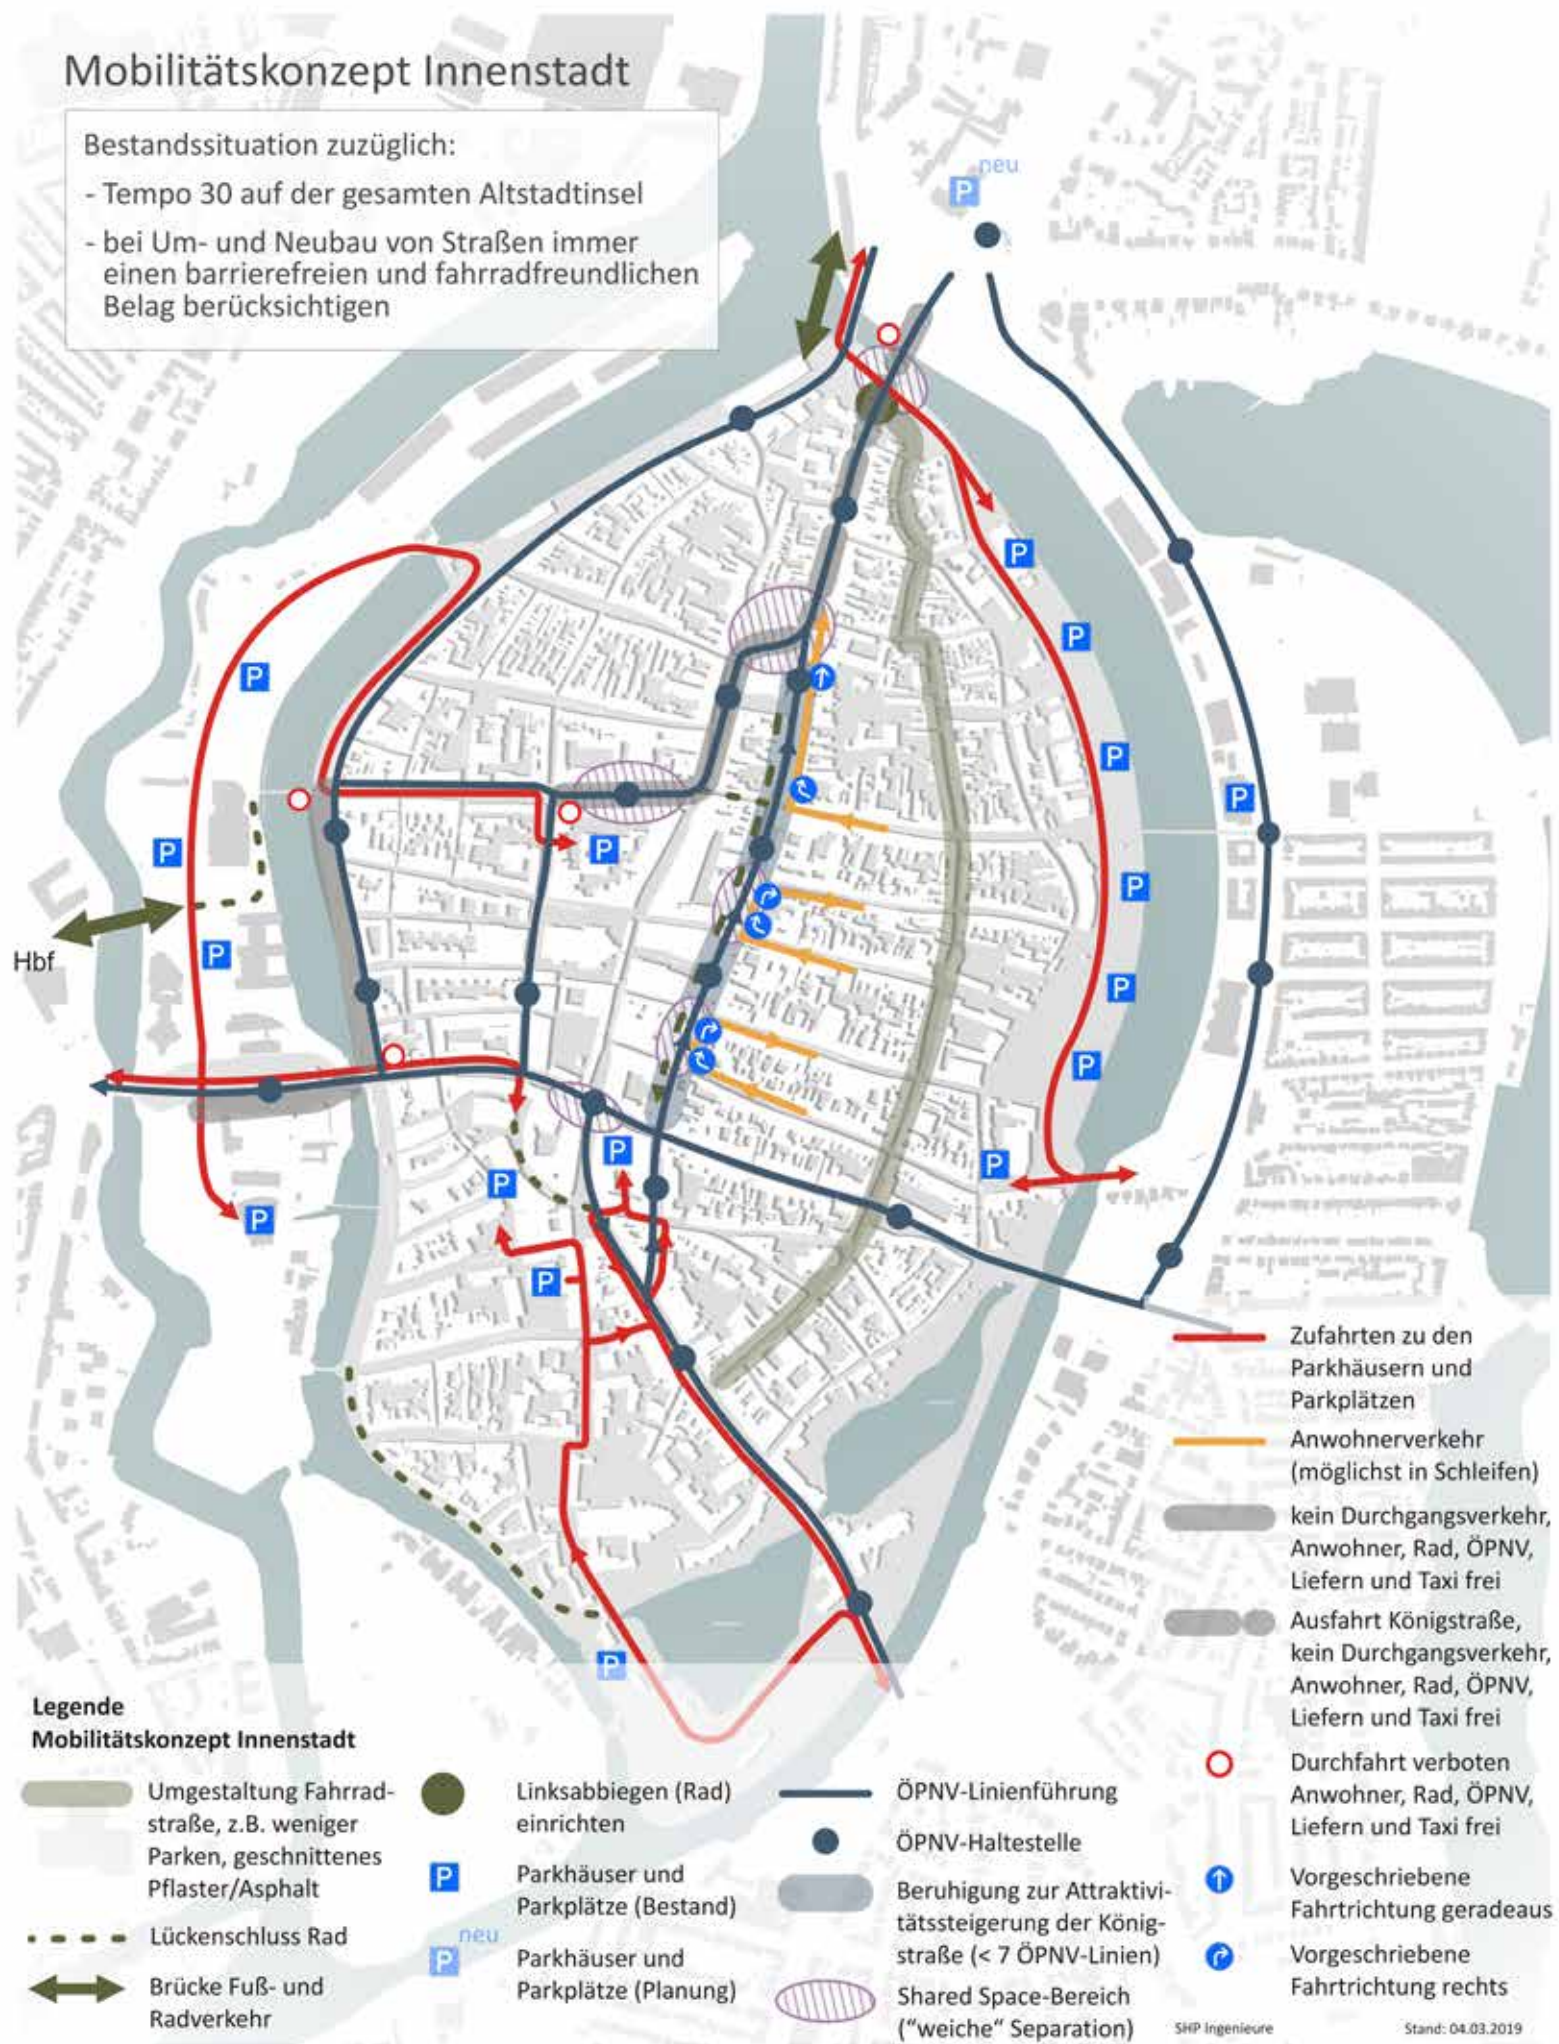 Mobilitätskonzept Innenstadt
Bestandssituation zuzüglich:
- Tempo 30 auf der gesamten Altstadtinsel
- bei Um- und Neubau von Straßen immer
einen barrierefreien und fahrradfreundlichen
Belag berücksichtigen
neu
P
P
P
P
P
P
P
P
P
P
P
Hbf
P
P
P
P
P
P
P
P
P
Zufahrten zu den
Parkhäusern und
Parkplätzen
Anwohnerverkehr
(möglichst in Schleifen)
kein Durchgangsverkehr,
Anwohner, Rad, ÖPNV,
Liefern und Taxi frei
Ausfahrt Königstraße,
kein Durchgangsverkehr,
Anwohner, Rad, ÖPNV,
Liefern und Taxi frei
Durchfahrt verboten
Anwohner, Rad, ÖPNV,
Liefern und Taxi frei
Vorgeschriebene
Fahrtrichtung geradeaus
Vorgeschriebene
Fahrtrichtung rechts
Legende
Mobilitätskonzept Innenstadt
Umgestaltung Fahrrad-
straße, z.B. weniger
Parken, geschnittenes
Pflaster/Asphalt
Lückenschluss Rad
Brücke Fuß- und
Radverkehr
Linksabbiegen (Rad)
einrichten
P
Parkhäuser und
Parkplätze (Bestand)
neu
P
Parkhäuser und
Parkplätze (Planung)
ÖPNV-Linienführung
ÖPNV-Haltestelle
Beruhigung zur Attraktivi-
tätssteigerung der König-
straße (< 7 ÖPNV-Linien)
Shared Space-Bereich
("weiche" Separation)
SHP Ingenieure
Stand: 04.03.2019